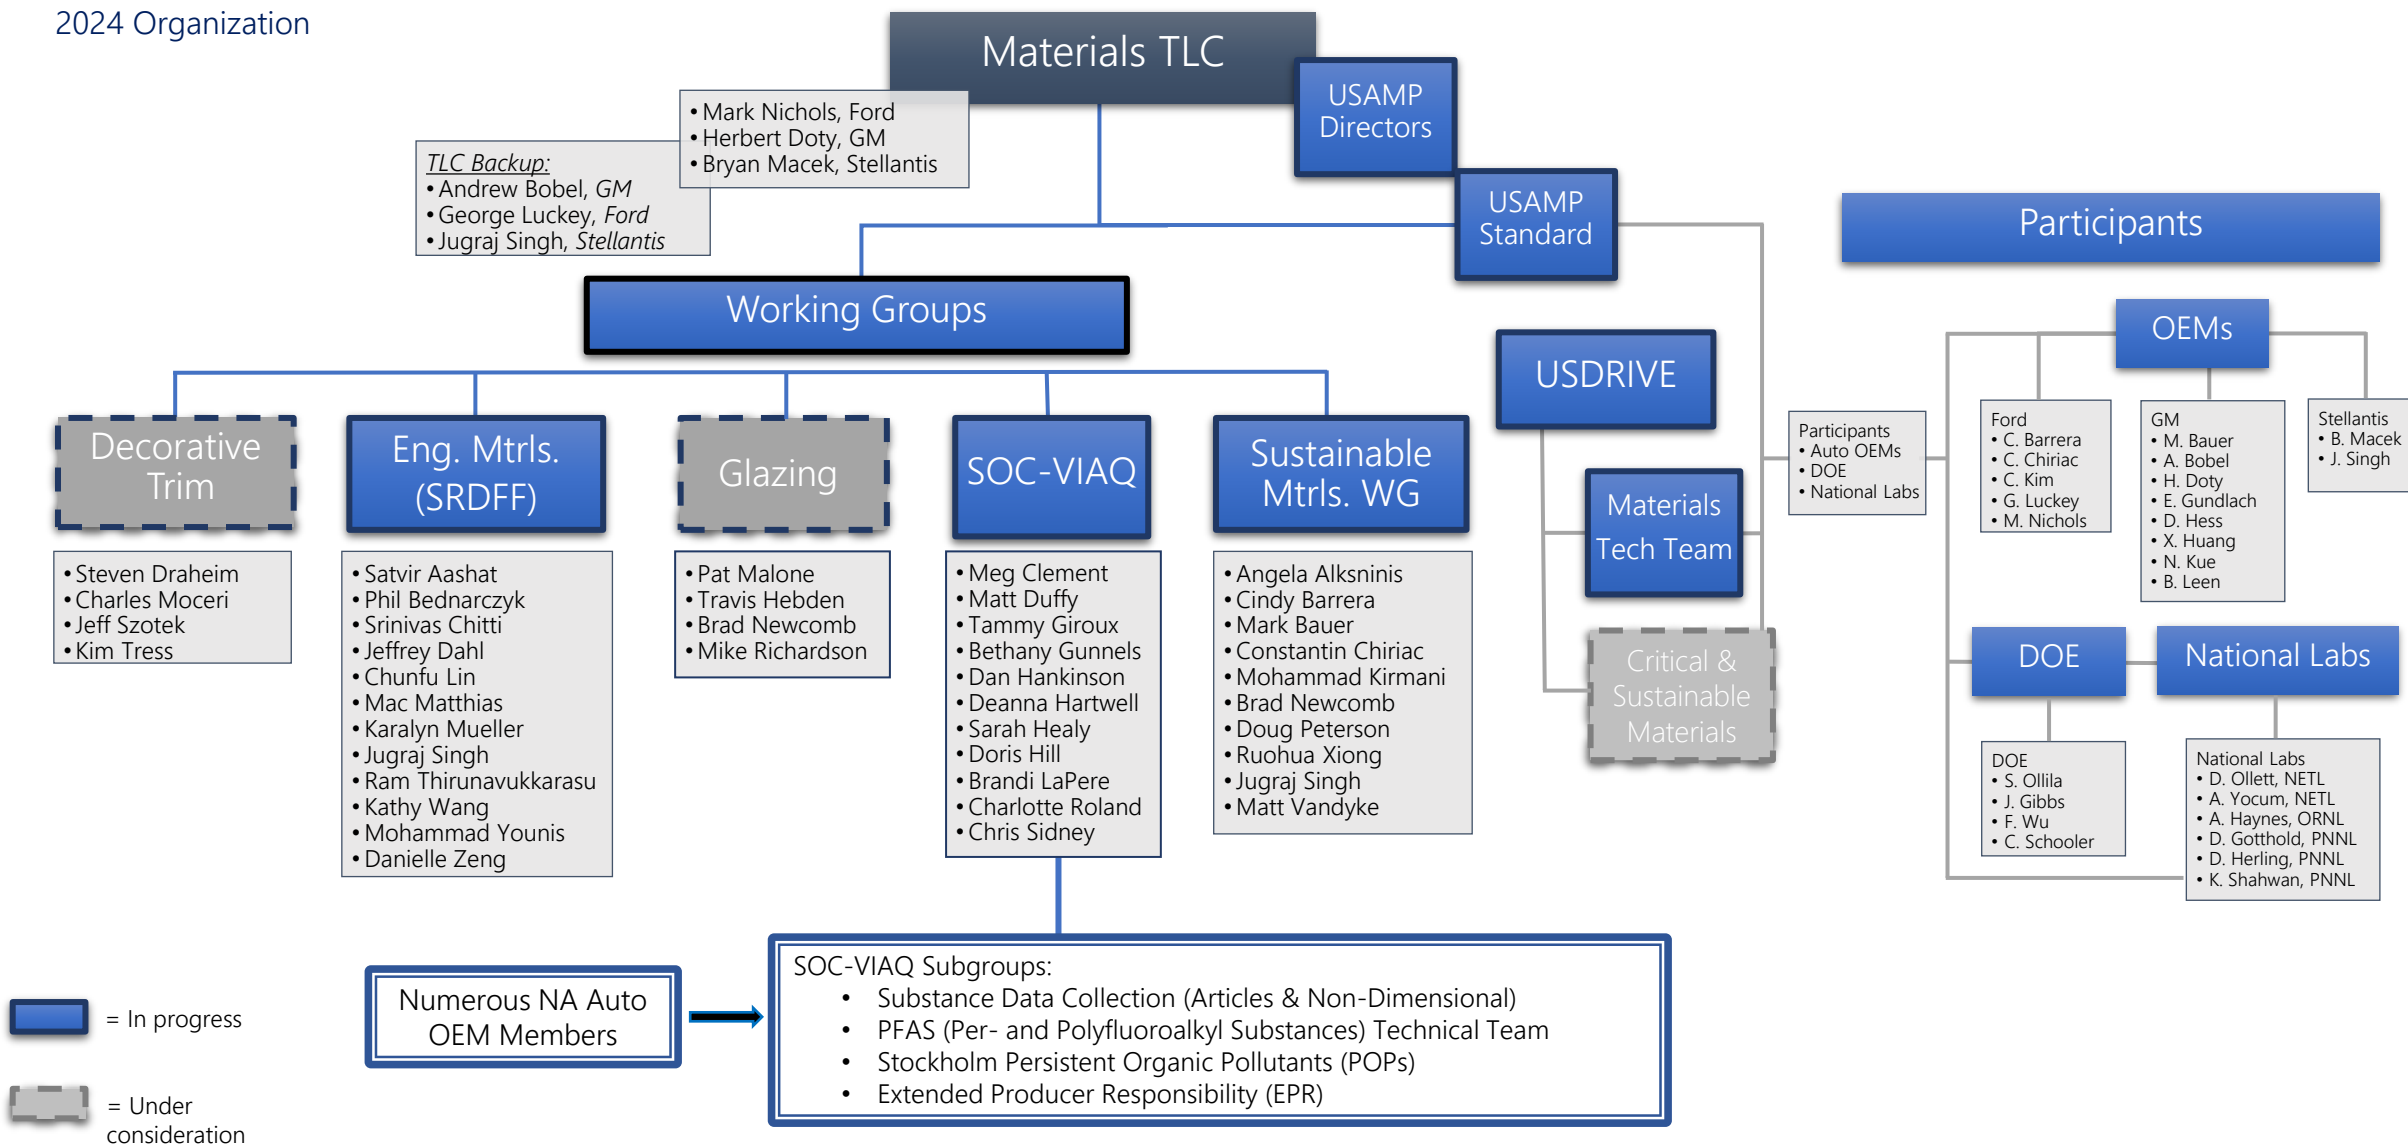 2024 Organization
Materials TLC
USAMP
Directors
• Mark Nichols, Ford
• Herbert Doty, GM
• Bryan Macek, Stellantis
TLC Backup:
• Andrew Bobel, GM
• George Luckey, Ford
• Jugraj Singh, Stellantis
USAMP
Standard
Participants
Working Groups
OEMs
USDRIVE
Decorative
Trim
Eng. Mtrls.
(SRDFF)
Glazing
SOC-VIAQ
Sustainable
Mtrls. WG
Materials
Tech Team
Critical &
Sustainable
Materials
Participants
• Auto OEMs
• DOE
• National Labs
Ford
• C. Barrera
• C. Chiriac
• C. Kim
• G. Luckey
• M. Nichols
GM
• M. Bauer
• A. Bobel
• H. Doty
• E. Gundlach
• D. Hess
• X. Huang
• N. Kue
• B. Leen
Stellantis
• B. Macek
• J. Singh
• Steven Draheim
• Charles Moceri
• Jeff Szotek
• Kim Tress
• Satvir Aashat
• Phil Bednarczyk
• Srinivas Chitti
• Jeffrey Dahl
• Chunfu Lin
• Mac Matthias
• Karalyn Mueller
• Jugraj Singh
• Ram Thirunavukkarasu
• Kathy Wang
• Mohammad Younis
• Danielle Zeng
• Pat Malone
• Travis Hebden
• Brad Newcomb
• Mike Richardson
• Meg Clement
• Matt Duffy
• Tammy Giroux
• Bethany Gunnels
• Dan Hankinson
• Deanna Hartwell
• Sarah Healy
• Doris Hill
• Brandi LaPere
• Charlotte Roland
• Chris Sidney
• Angela Alksninis
• Cindy Barrera
• Mark Bauer
• Constantin Chiriac
• Mohammad Kirmani
• Brad Newcomb
• Doug Peterson
• Ruohua Xiong
• Jugraj Singh
• Matt Vandyke
DOE
National Labs
DOE
• S. Ollila
• J. Gibbs
• F. Wu
• C. Schooler
National Labs
• D. Ollett, NETL
• A. Yocum, NETL
• A. Haynes, ORNL
• D. Gotthold, PNNL
• D. Herling, PNNL
• K. Shahwan, PNNL
Numerous NA Auto
OEM Members
SOC-VIAQ Subgroups:
• Substance Data Collection (Articles & Non-Dimensional)
• PFAS (Per- and Polyfluoroalkyl Substances) Technical Team
• Stockholm Persistent Organic Pollutants (POPs)
• Extended Producer Responsibility (EPR)
= In progress
= Under
consideration